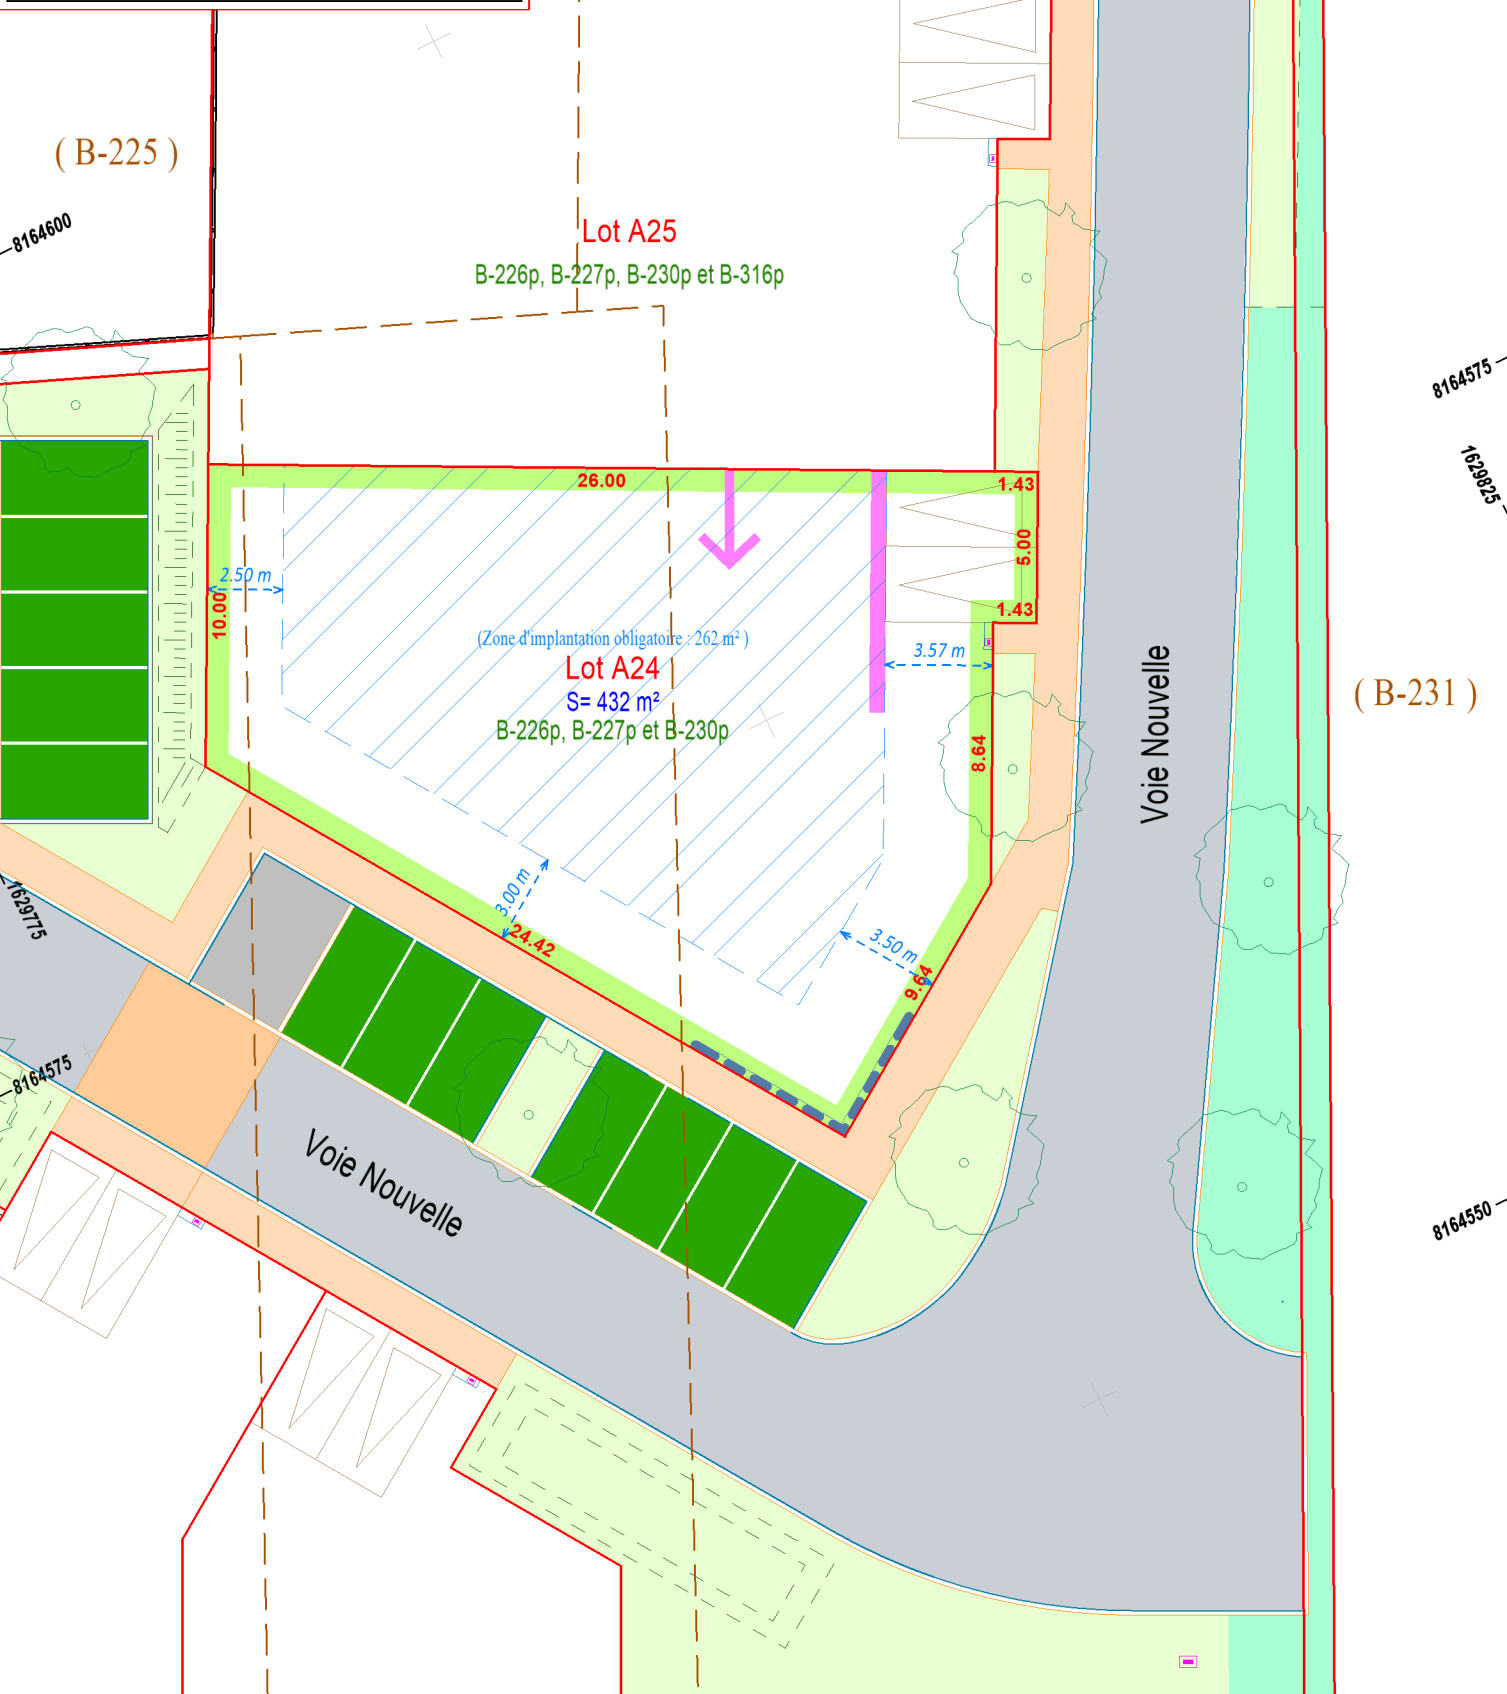 ( B-225 )
8164600
Lot A25
B-226p, B-227p, B-230p et B-316p
8164575
1629825
26.00
1.43
5.00
1.43
2.50 m
10.00
(Zone d'implantation obligatoire : 262 m² )
Lot A24
S= 432 m²
B-226p, B-227p et B-230p
3.57 m
8.64
Voie Nouvelle
( B-231 )
3.00 m
24.42
3.50 m
9.64
1629775
8164575
Voie Nouvelle
8164550